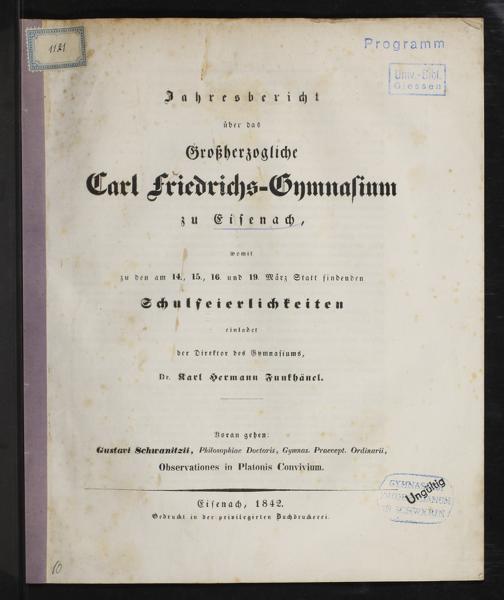 1121
Programm
Univ.-Bibl.
Giessen
Jahresbericht
über das
Großherzogliche
Carl Friedrichs-Gymnasium
zu Eisenach,
womit
zu den am 14., 15., 16. und 19. März Statt findenden
Schulfeierlichkeiten
einladet
der Direktor des Gymnasiums,
Dr. Karl Hermann Funkhänel.
Voran gehen:
Gustavi Schwanitzii, Philosophiae Doctoris, Gymnas. Praecept. Ordinarii,
Observationes in Platonis Convivium.
Eisenach, 1842.
Gedruckt in der privilegirten Buchdruckerei.
Ungültig
10